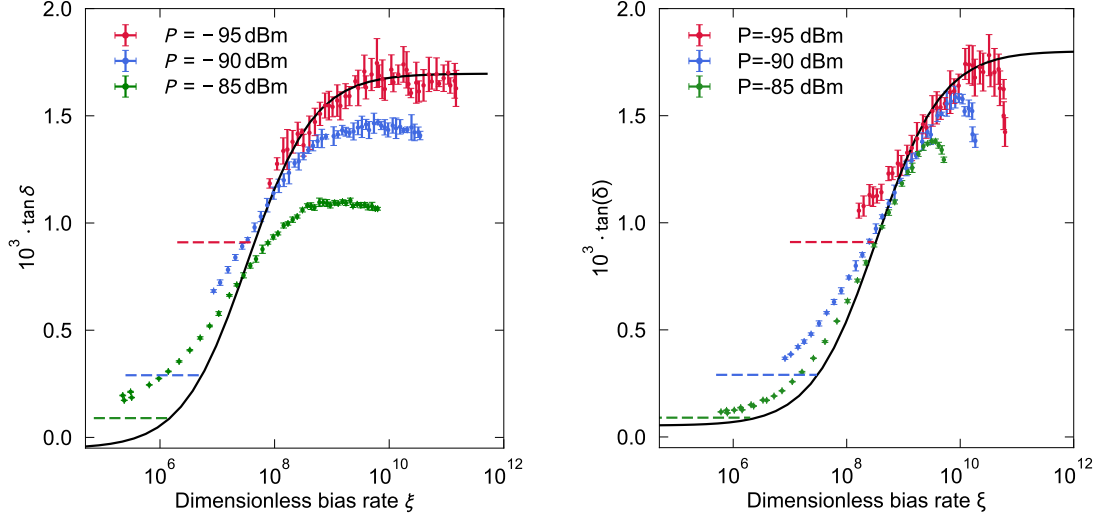 2.0
1.5
1.0
0.5
0.0
10³ · tan δ
P = −95 dBm
P = −90 dBm
P = −85 dBm
10⁶ 10⁸ 10¹⁰ 10¹²
Dimensionless bias rate ξ
2.0
1.5
1.0
0.5
0.0
10³ · tan(δ)
P=-95 dBm
P=-90 dBm
P=-85 dBm
10⁶ 10⁸ 10¹⁰ 10¹²
Dimensionless bias rate ξ